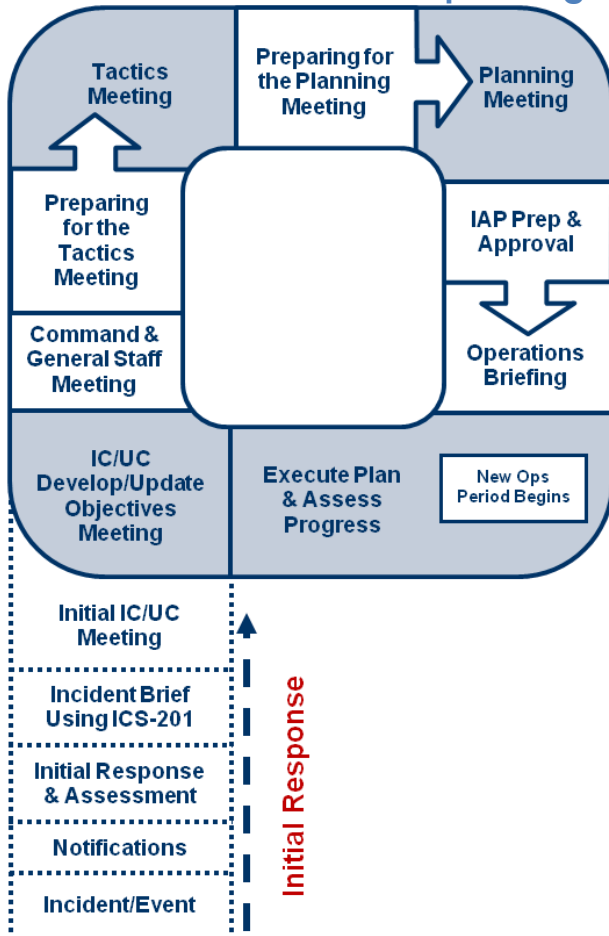 Tactics
Meeting
Preparing for
the Planning
Meeting
Planning
Meeting
Preparing
for the
Tactics
Meeting
IAP Prep &
Approval
Command &
General Staff
Meeting
Operations
Briefing
IC/UC
Develop/Update
Objectives
Meeting
Execute Plan
& Assess
Progress
New Ops
Period Begins
Initial IC/UC
Meeting
Incident Brief
Using ICS-201
Initial Response
& Assessment
Notifications
Incident/Event
Initial Response